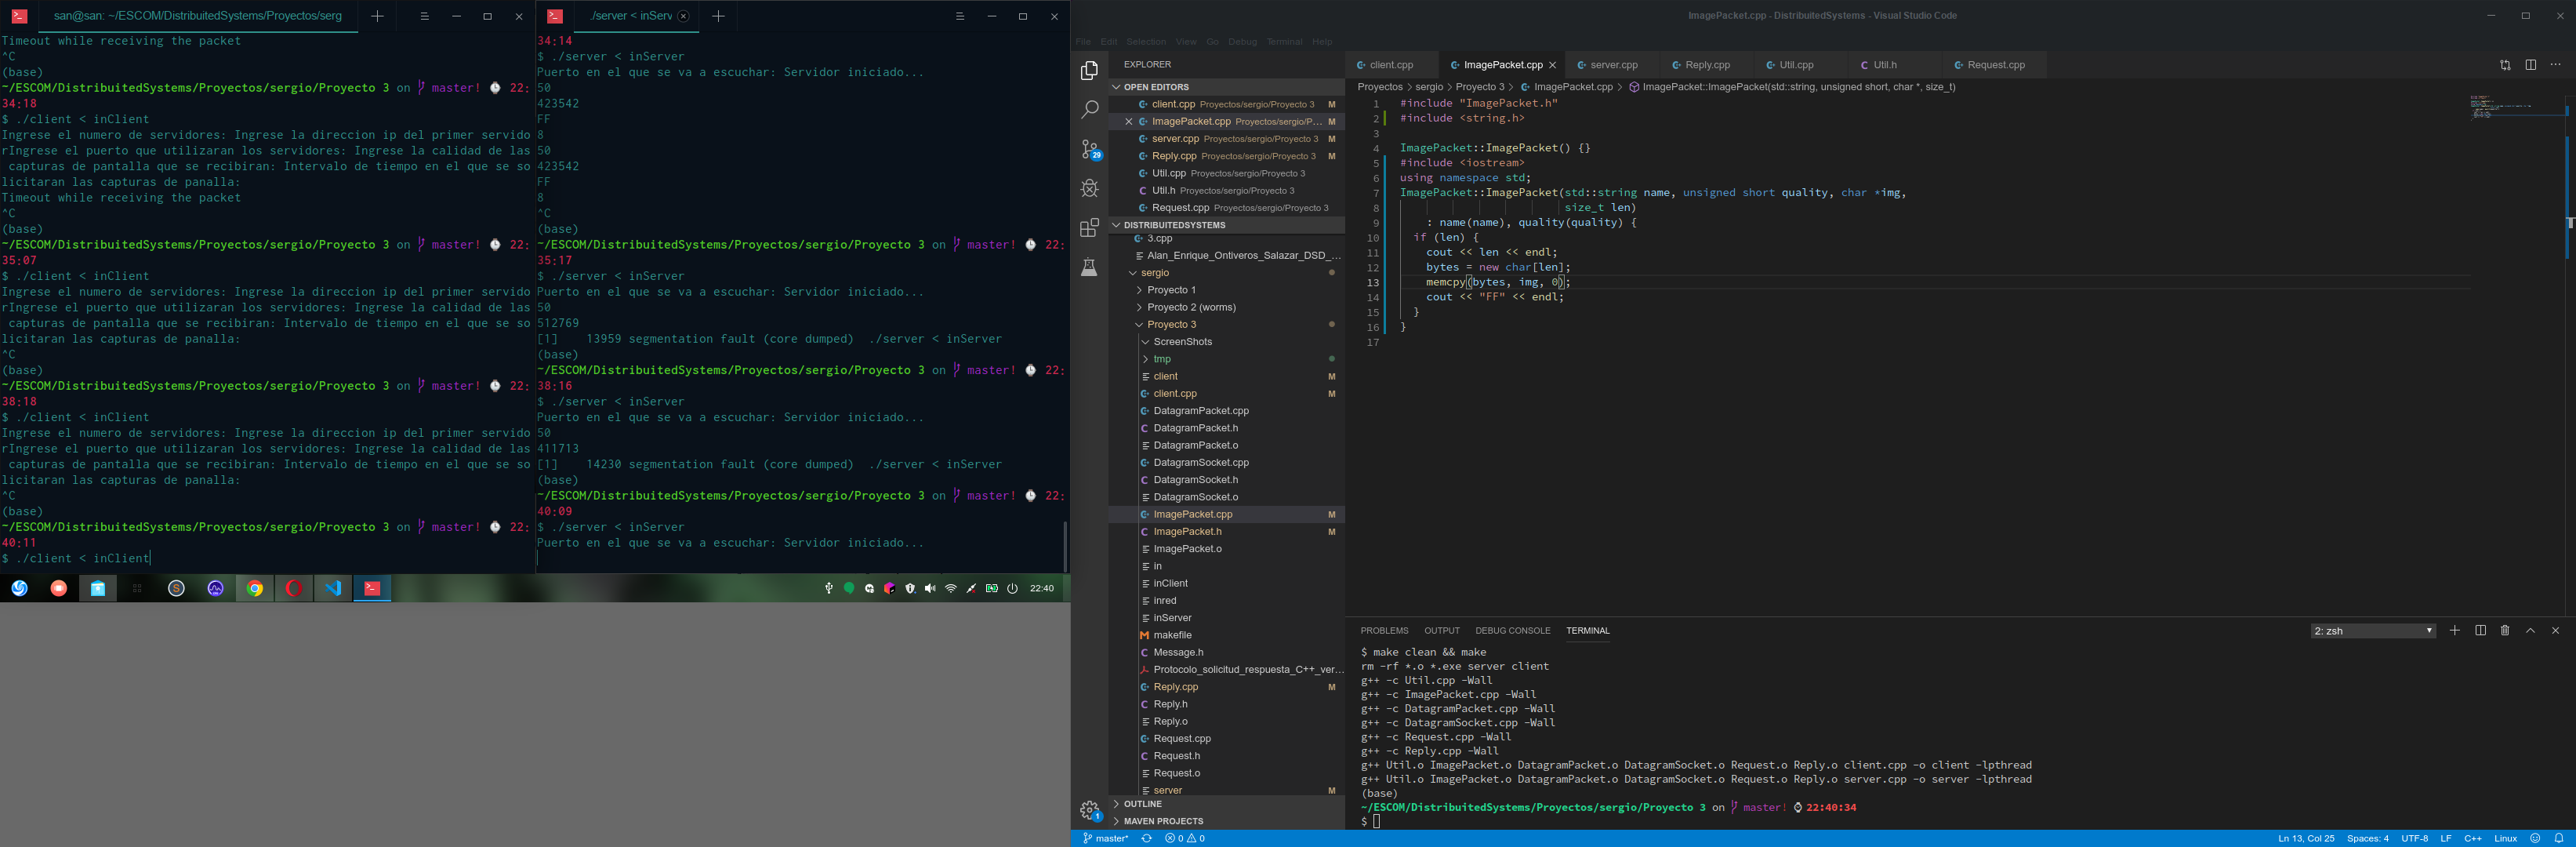 san@san: ~/ESCOM/DistribuitedSystems/Proyectos/serg
Timeout while receiving the packet
^C
(base)
~/ESCOM/DistribuitedSystems/Proyectos/sergio/Proyecto 3 on master! 22:
34:18
$ ./client < inClient
Ingrese el numero de servidores: Ingrese la direccion ip del primer servido
rIngrese el puerto que utilizaran los servidores: Ingrese la calidad de las
capturas de pantalla que se recibiran: Intervalo de tiempo en el que se so
licitaran las capturas de panalla:
Timeout while receiving the packet
^C
(base)
~/ESCOM/DistribuitedSystems/Proyectos/sergio/Proyecto 3 on master! 22:
35:07
$ ./client < inClient
Ingrese el numero de servidores: Ingrese la direccion ip del primer servido
rIngrese el puerto que utilizaran los servidores: Ingrese la calidad de las
capturas de pantalla que se recibiran: Intervalo de tiempo en el que se so
licitaran las capturas de panalla:
^C
(base)
~/ESCOM/DistribuitedSystems/Proyectos/sergio/Proyecto 3 on master! 22:
38:18
$ ./client < inClient
Ingrese el numero de servidores: Ingrese la direccion ip del primer servido
rIngrese el puerto que utilizaran los servidores: Ingrese la calidad de las
capturas de pantalla que se recibiran: Intervalo de tiempo en el que se so
licitaran las capturas de panalla:
^C
(base)
~/ESCOM/DistribuitedSystems/Proyectos/sergio/Proyecto 3 on master! 22:
40:11
$ ./client < inClient
./server < inServ
34:14
$ ./server < inServer
Puerto en el que se va a escuchar: Servidor iniciado...
50
423542
FF
8
50
423542
FF
8
^C
(base)
~/ESCOM/DistribuitedSystems/Proyectos/sergio/Proyecto 3 on master! 22:
35:17
$ ./server < inServer
Puerto en el que se va a escuchar: Servidor iniciado...
50
512769
[1]    13959 segmentation fault (core dumped)  ./server < inServer
(base)
~/ESCOM/DistribuitedSystems/Proyectos/sergio/Proyecto 3 on master! 22:
38:16
$ ./server < inServer
Puerto en el que se va a escuchar: Servidor iniciado...
50
411713
[1]    14230 segmentation fault (core dumped)  ./server < inServer
(base)
~/ESCOM/DistribuitedSystems/Proyectos/sergio/Proyecto 3 on master! 22:
40:09
$ ./server < inServer
Puerto en el que se va a escuchar: Servidor iniciado...
22:40
ImagePacket.cpp - DistribuitedSystems - Visual Studio Code
File Edit Selection View Go Debug Terminal Help
EXPLORER
OPEN EDITORS
client.cpp Proyectos/sergio/Proyecto 3 M
ImagePacket.cpp Proyectos/sergio/P... M
server.cpp Proyectos/sergio/Proyecto 3 M
Reply.cpp Proyectos/sergio/Proyecto 3 M
Util.cpp Proyectos/sergio/Proyecto 3
Util.h Proyectos/sergio/Proyecto 3
Request.cpp Proyectos/sergio/Proyecto 3
29
DISTRIBUITEDSYSTEMS
3.cpp
Alan_Enrique_Ontiveros_Salazar_DSD_...
sergio
Proyecto 1
Proyecto 2 (worms)
Proyecto 3
ScreenShots
tmp
client M
client.cpp M
DatagramPacket.cpp
DatagramPacket.h
DatagramPacket.o
DatagramSocket.cpp
DatagramSocket.h
DatagramSocket.o
ImagePacket.cpp M
ImagePacket.h M
ImagePacket.o
in
inClient
inred
inServer
makefile
Message.h
Protocolo_solicitud_respuesta_C++_ver...
Reply.cpp M
Reply.h
Reply.o
Request.cpp
Request.h
Request.o
server M
OUTLINE
MAVEN PROJECTS
1
client.cpp ImagePacket.cpp server.cpp Reply.cpp Util.cpp Util.h Request.cpp
Proyectos > sergio > Proyecto 3 > ImagePacket.cpp > ImagePacket::ImagePacket(std::string, unsigned short, char *, size_t)
1 #include "ImagePacket.h"
2 #include <string.h>
3
4 ImagePacket::ImagePacket() {}
5 #include <iostream>
6 using namespace std;
7 ImagePacket::ImagePacket(std::string name, unsigned short quality, char *img,
8 size_t len)
9 : name(name), quality(quality) {
10 if (len) {
11 cout << len << endl;
12 bytes = new char[len];
13 memcpy(bytes, img, 0);
14 cout << "FF" << endl;
15 }
16 }
17
PROBLEMS OUTPUT DEBUG CONSOLE TERMINAL
2: zsh
$ make clean && make
rm -rf *.o *.exe server client
g++ -c Util.cpp -Wall
g++ -c ImagePacket.cpp -Wall
g++ -c DatagramPacket.cpp -Wall
g++ -c DatagramSocket.cpp -Wall
g++ -c Request.cpp -Wall
g++ -c Reply.cpp -Wall
g++ Util.o ImagePacket.o DatagramPacket.o DatagramSocket.o Request.o Reply.o client.cpp -o client -lpthread
g++ Util.o ImagePacket.o DatagramPacket.o DatagramSocket.o Request.o Reply.o server.cpp -o server -lpthread
(base)
~/ESCOM/DistribuitedSystems/Proyectos/sergio/Proyecto 3 on master! 22:40:34
$
master* 0 0 Ln 13, Col 25 Spaces: 4 UTF-8 LF C++ Linux